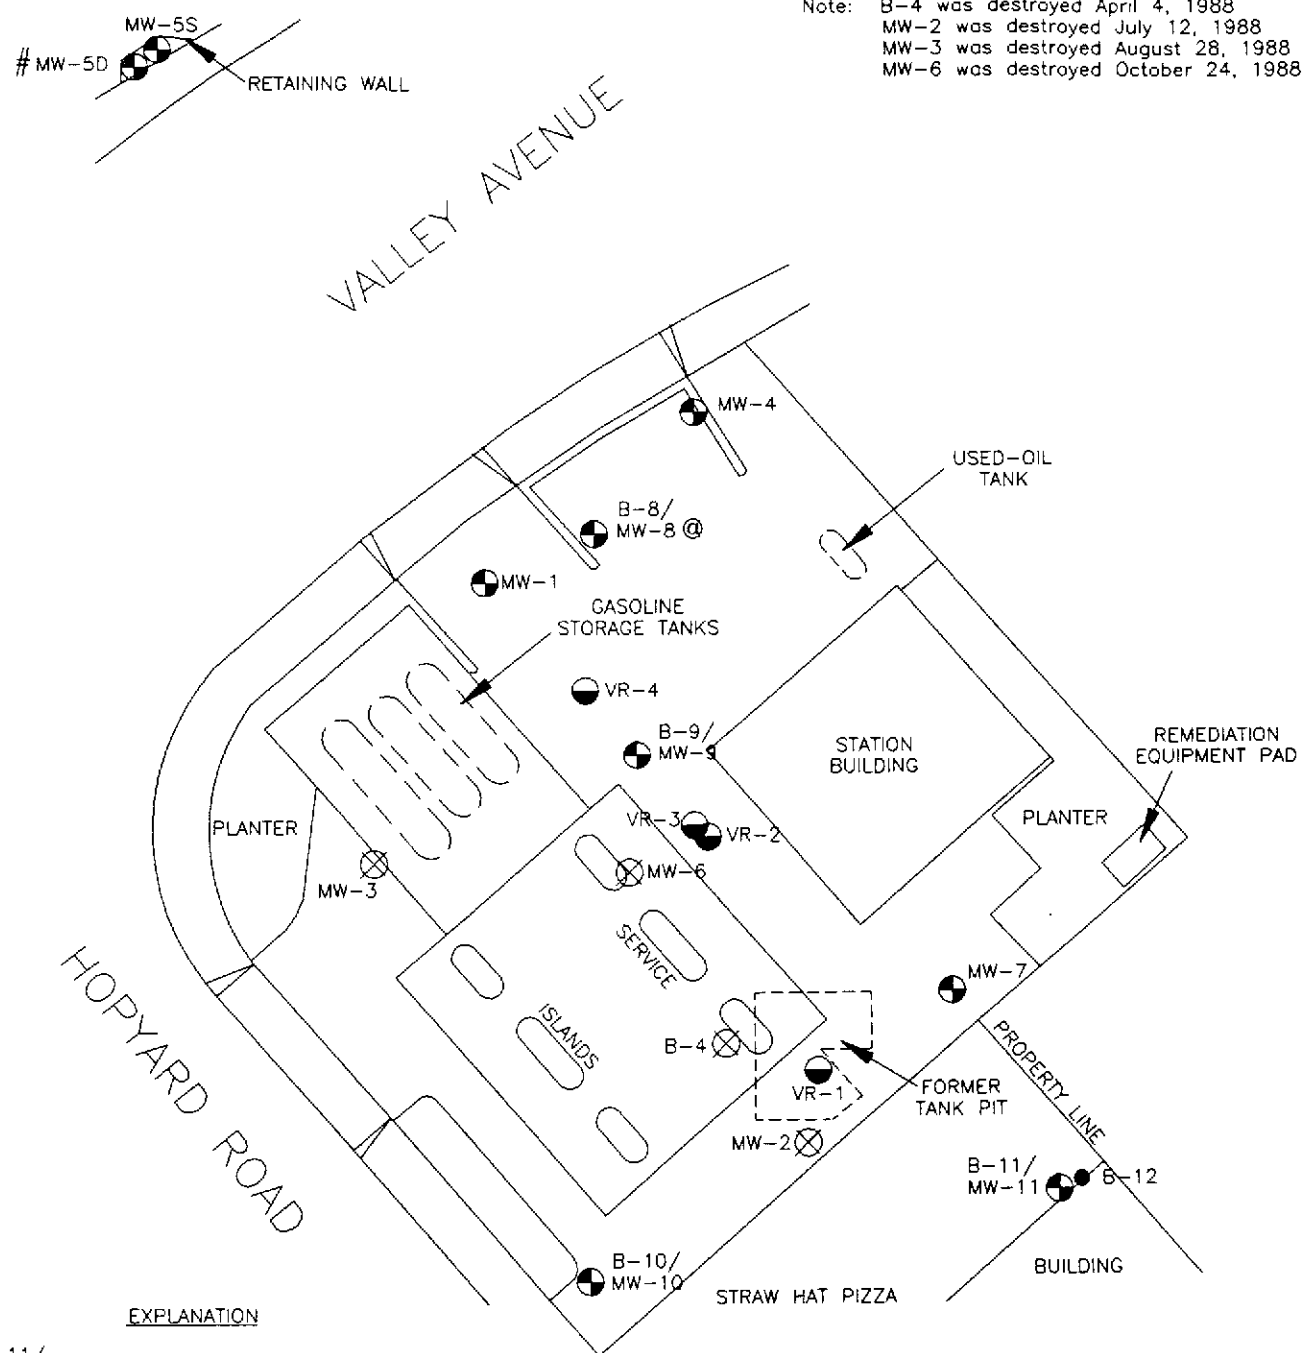 Note: B-4 was destroyed April 4, 1988
MW-2 was destroyed July 12, 1988
MW-3 was destroyed August 28, 1988
MW-6 was destroyed October 24, 1988
MW-5S
# MW-5D
RETAINING WALL
VALLEY AVENUE
MW-4
USED-OIL
TANK
B-8/
MW-8 @
MW-1
GASOLINE
STORAGE TANKS
VR-4
B-9/
MW-9
STATION
BUILDING
REMEDIATION
EQUIPMENT PAD
PLANTER
VR-3
VR-2
PLANTER
MW-3
MW-6
SERVICE
ISLANDS
MW-7
HOPYARD ROAD
B-4
PROPERTY LINE
VR-1
FORMER
TANK PIT
MW-2
B-11/
MW-11
B-12
B-10/
MW-10
STRAW HAT PIZZA
BUILDING
EXPLANATION
11/